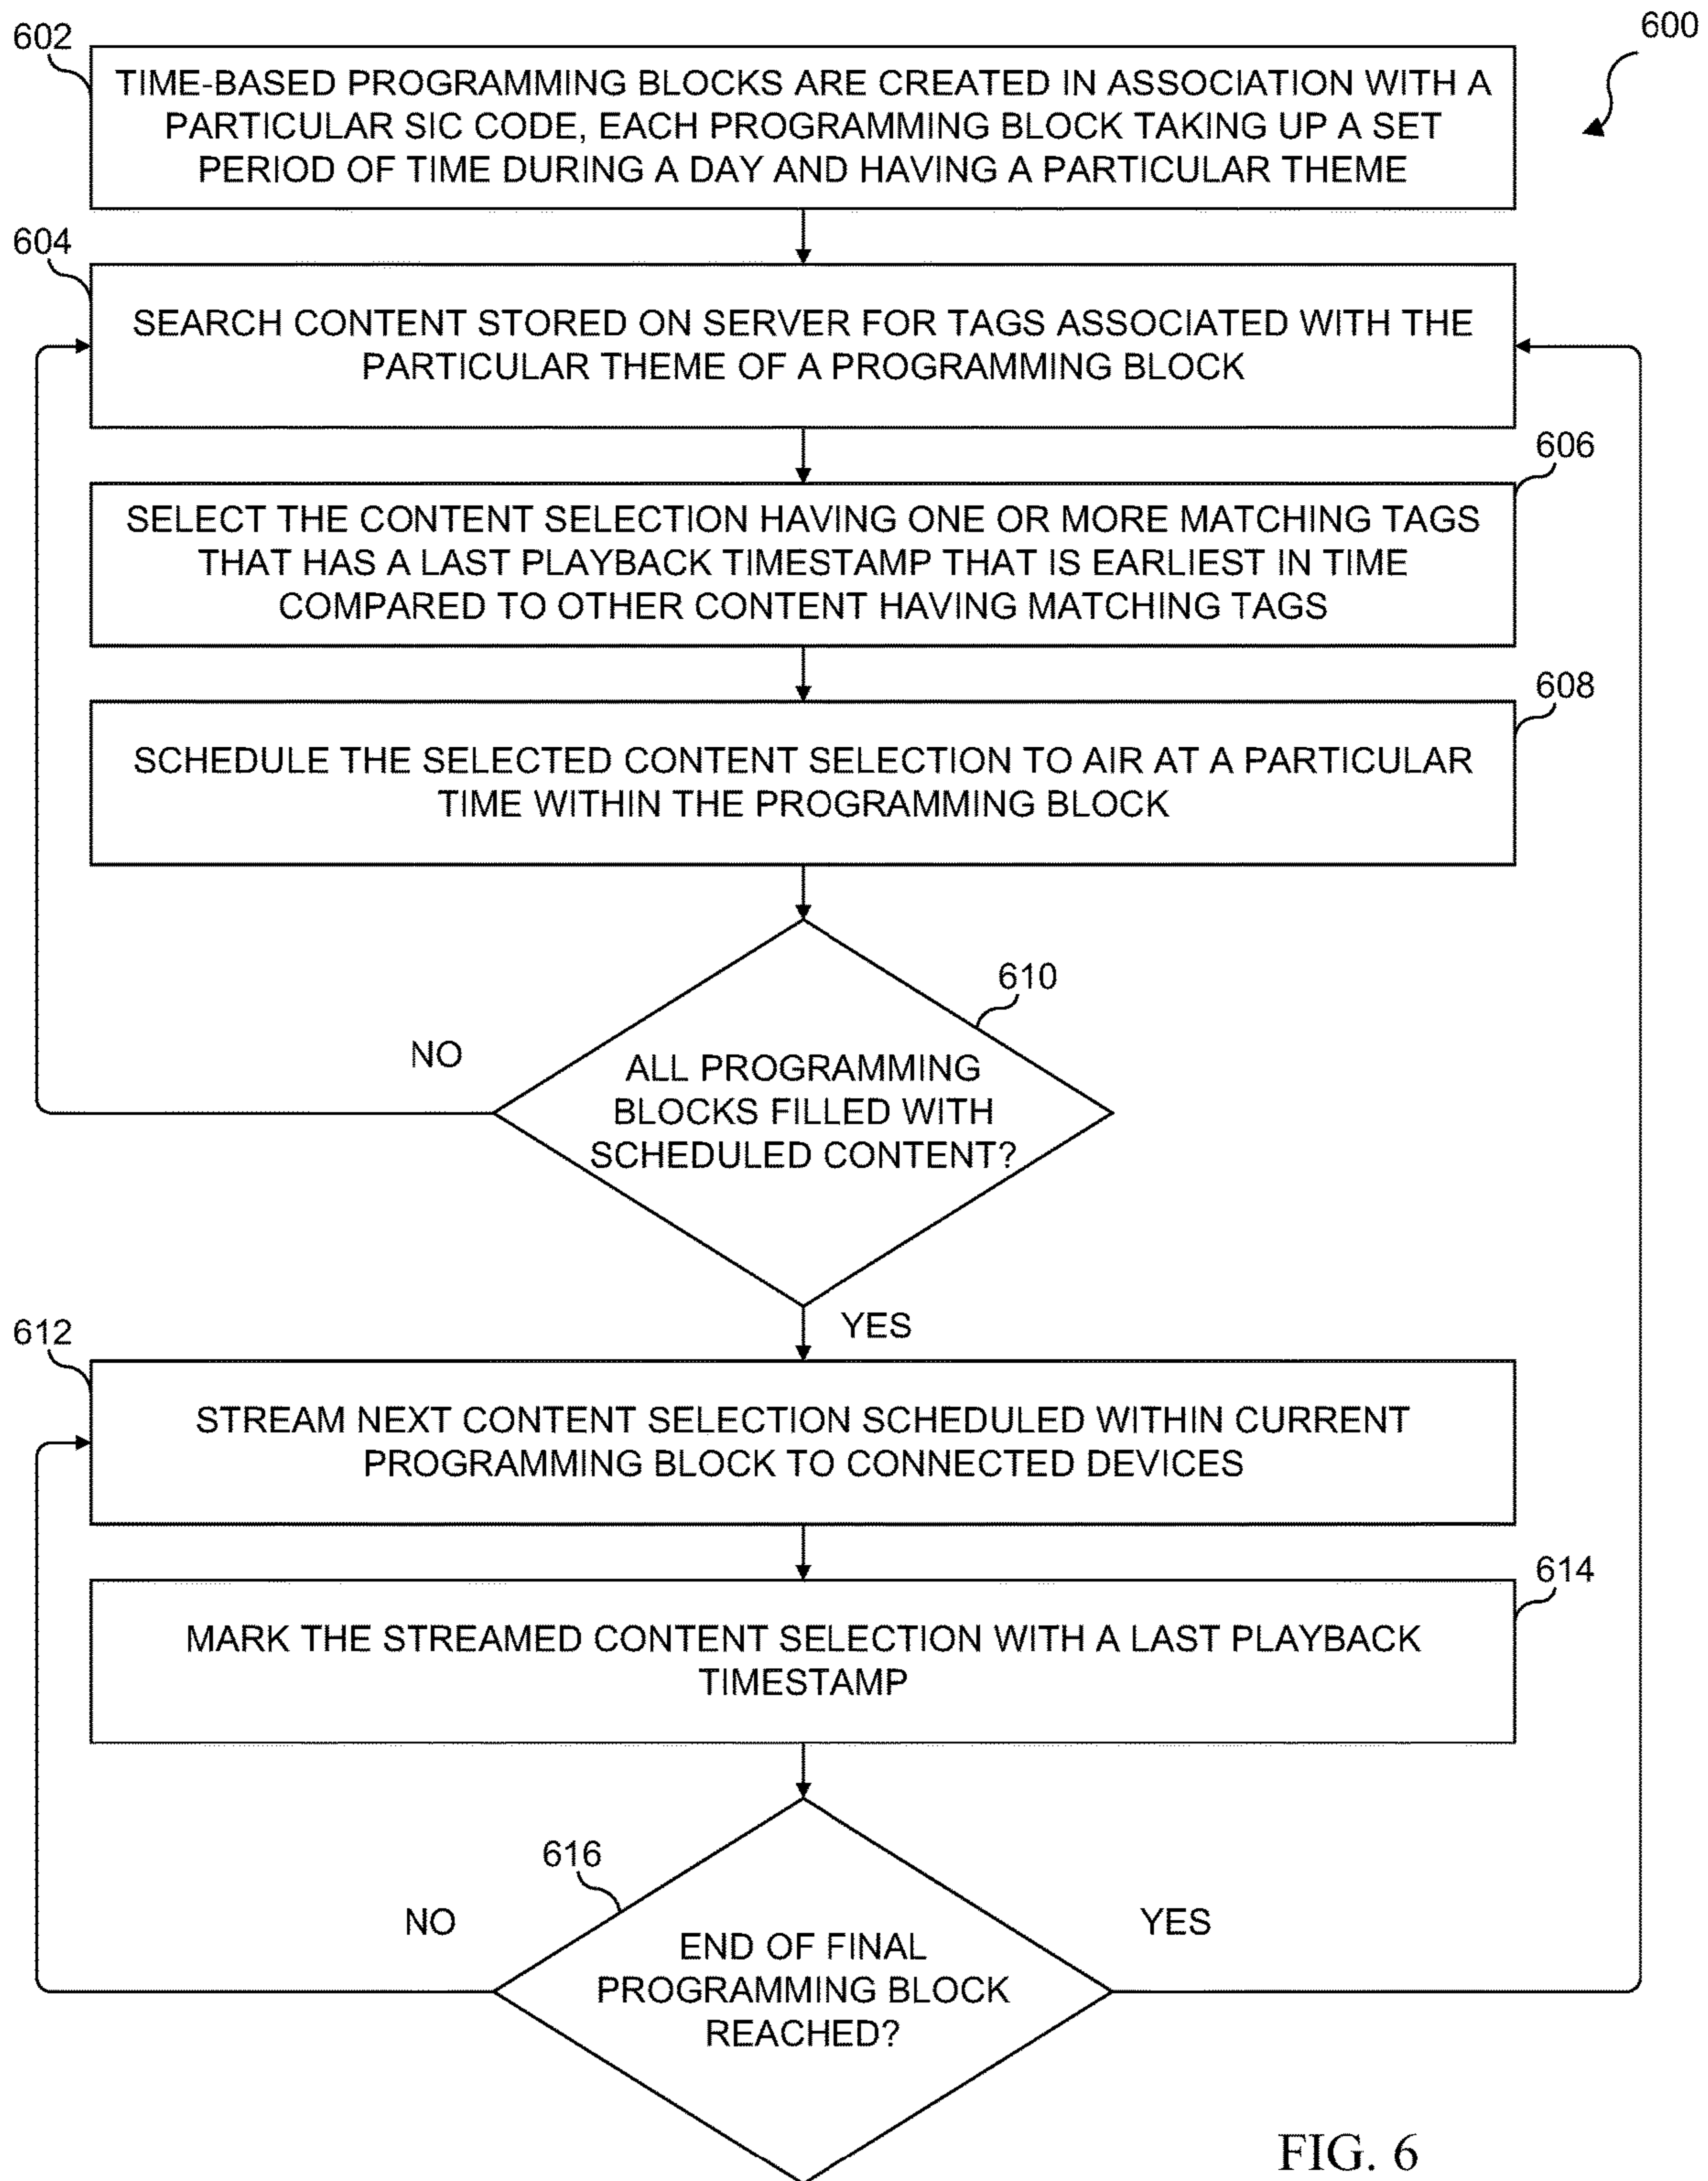 600
602
TIME-BASED PROGRAMMING BLOCKS ARE CREATED IN ASSOCIATION WITH A
PARTICULAR SIC CODE, EACH PROGRAMMING BLOCK TAKING UP A SET
PERIOD OF TIME DURING A DAY AND HAVING A PARTICULAR THEME
604
SEARCH CONTENT STORED ON SERVER FOR TAGS ASSOCIATED WITH THE
PARTICULAR THEME OF A PROGRAMMING BLOCK
606
SELECT THE CONTENT SELECTION HAVING ONE OR MORE MATCHING TAGS
THAT HAS A LAST PLAYBACK TIMESTAMP THAT IS EARLIEST IN TIME
COMPARED TO OTHER CONTENT HAVING MATCHING TAGS
608
SCHEDULE THE SELECTED CONTENT SELECTION TO AIR AT A PARTICULAR
TIME WITHIN THE PROGRAMMING BLOCK
610
NO
ALL PROGRAMMING
BLOCKS FILLED WITH
SCHEDULED CONTENT?
YES
612
STREAM NEXT CONTENT SELECTION SCHEDULED WITHIN CURRENT
PROGRAMMING BLOCK TO CONNECTED DEVICES
614
MARK THE STREAMED CONTENT SELECTION WITH A LAST PLAYBACK
TIMESTAMP
616
NO
YES
END OF FINAL
PROGRAMMING BLOCK
REACHED?
FIG. 6